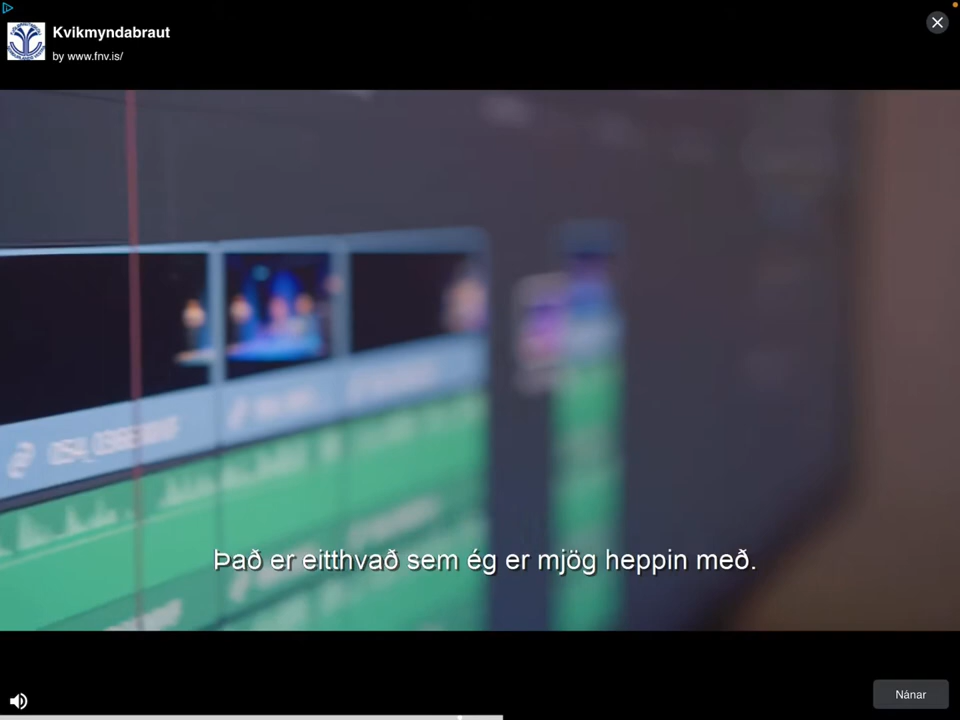 Kvikmyndabraut
by www.fnv.is/
Það er eitthvað sem ég er mjög heppin með.
Nánar